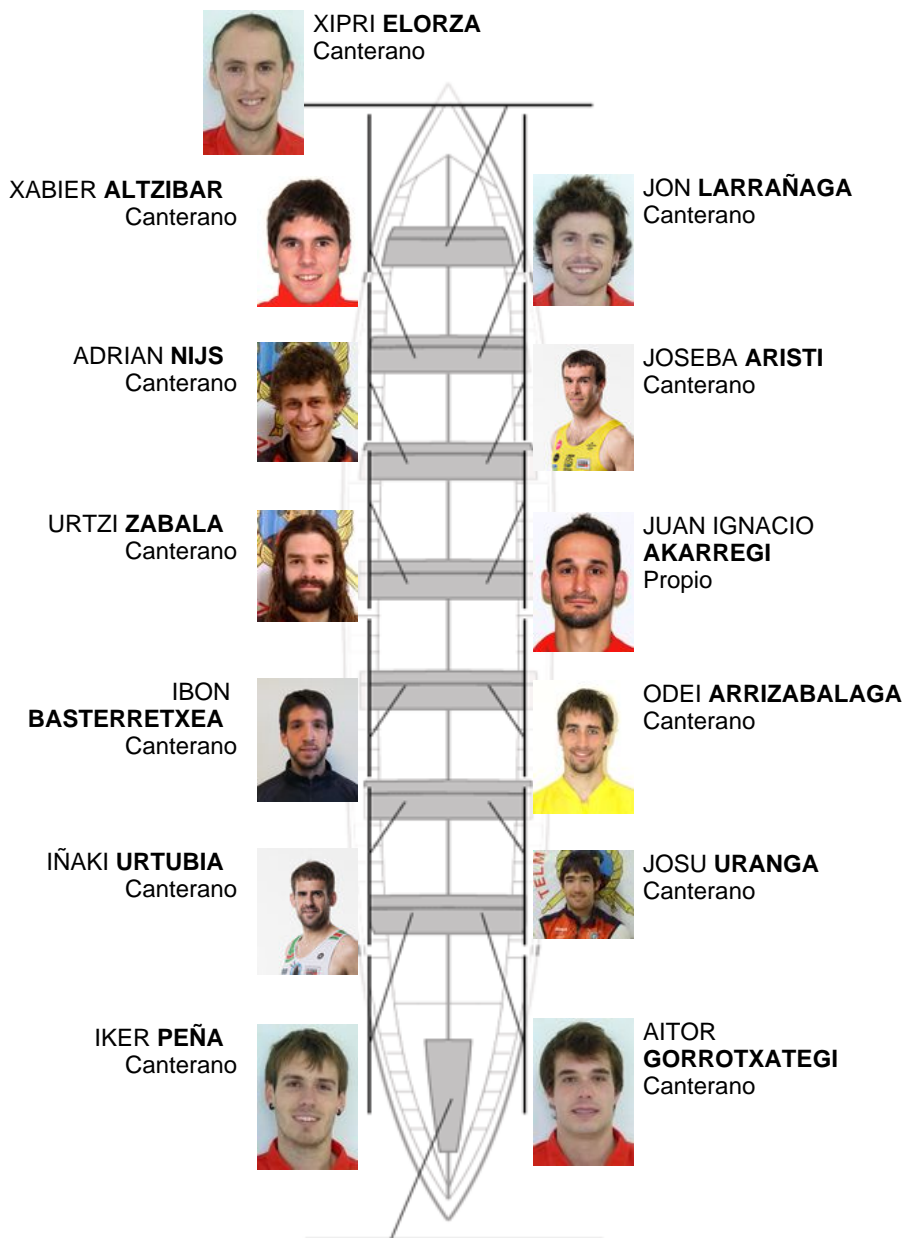 XIPRI ELORZA
Canterano
XABIER ALTZIBAR
Canterano
JON LARRAÑAGA
Canterano
ADRIAN NIJS
Canterano
JOSEBA ARISTI
Canterano
URTZI ZABALA
Canterano
JUAN IGNACIO
AKARREGI
Propio
IBON
BASTERRETXEA
Canterano
ODEI ARRIZABALAGA
Canterano
IÑAKI URTUBIA
Canterano
JOSU URANGA
Canterano
TELM
IKER PEÑA
Canterano
AITOR
GORROTXATEGI
Canterano